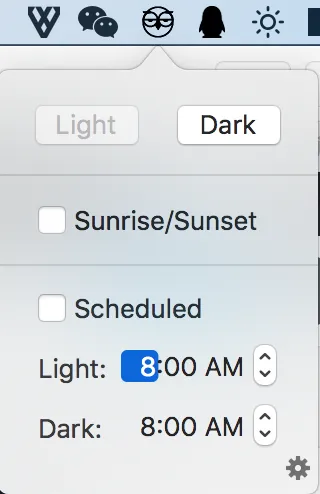 Light Dark
Sunrise/Sunset
Scheduled
Light: 8:00 AM
Dark: 8:00 AM